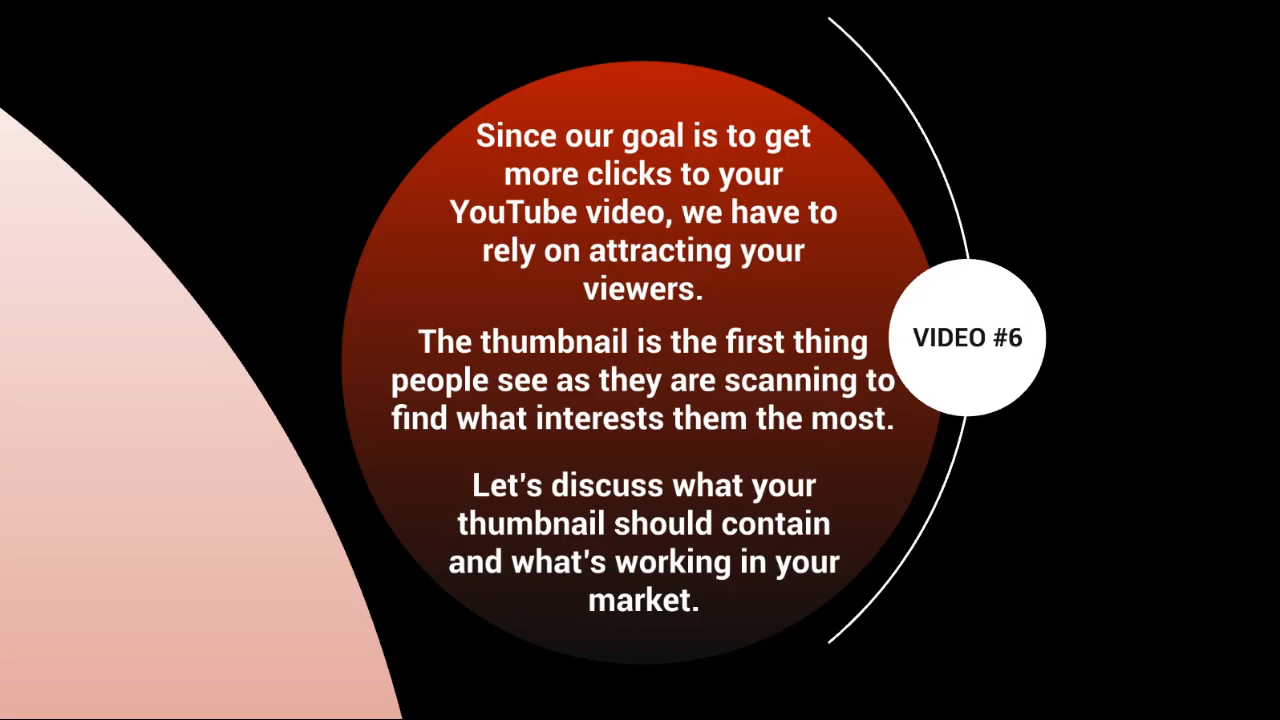 Since our goal is to get
more clicks to your
YouTube video, we have to
rely on attracting your
viewers.
The thumbnail is the first thing
people see as they are scanning to
find what interests them the most.
Let's discuss what your
thumbnail should contain
and what's working in your
market.
VIDEO #6